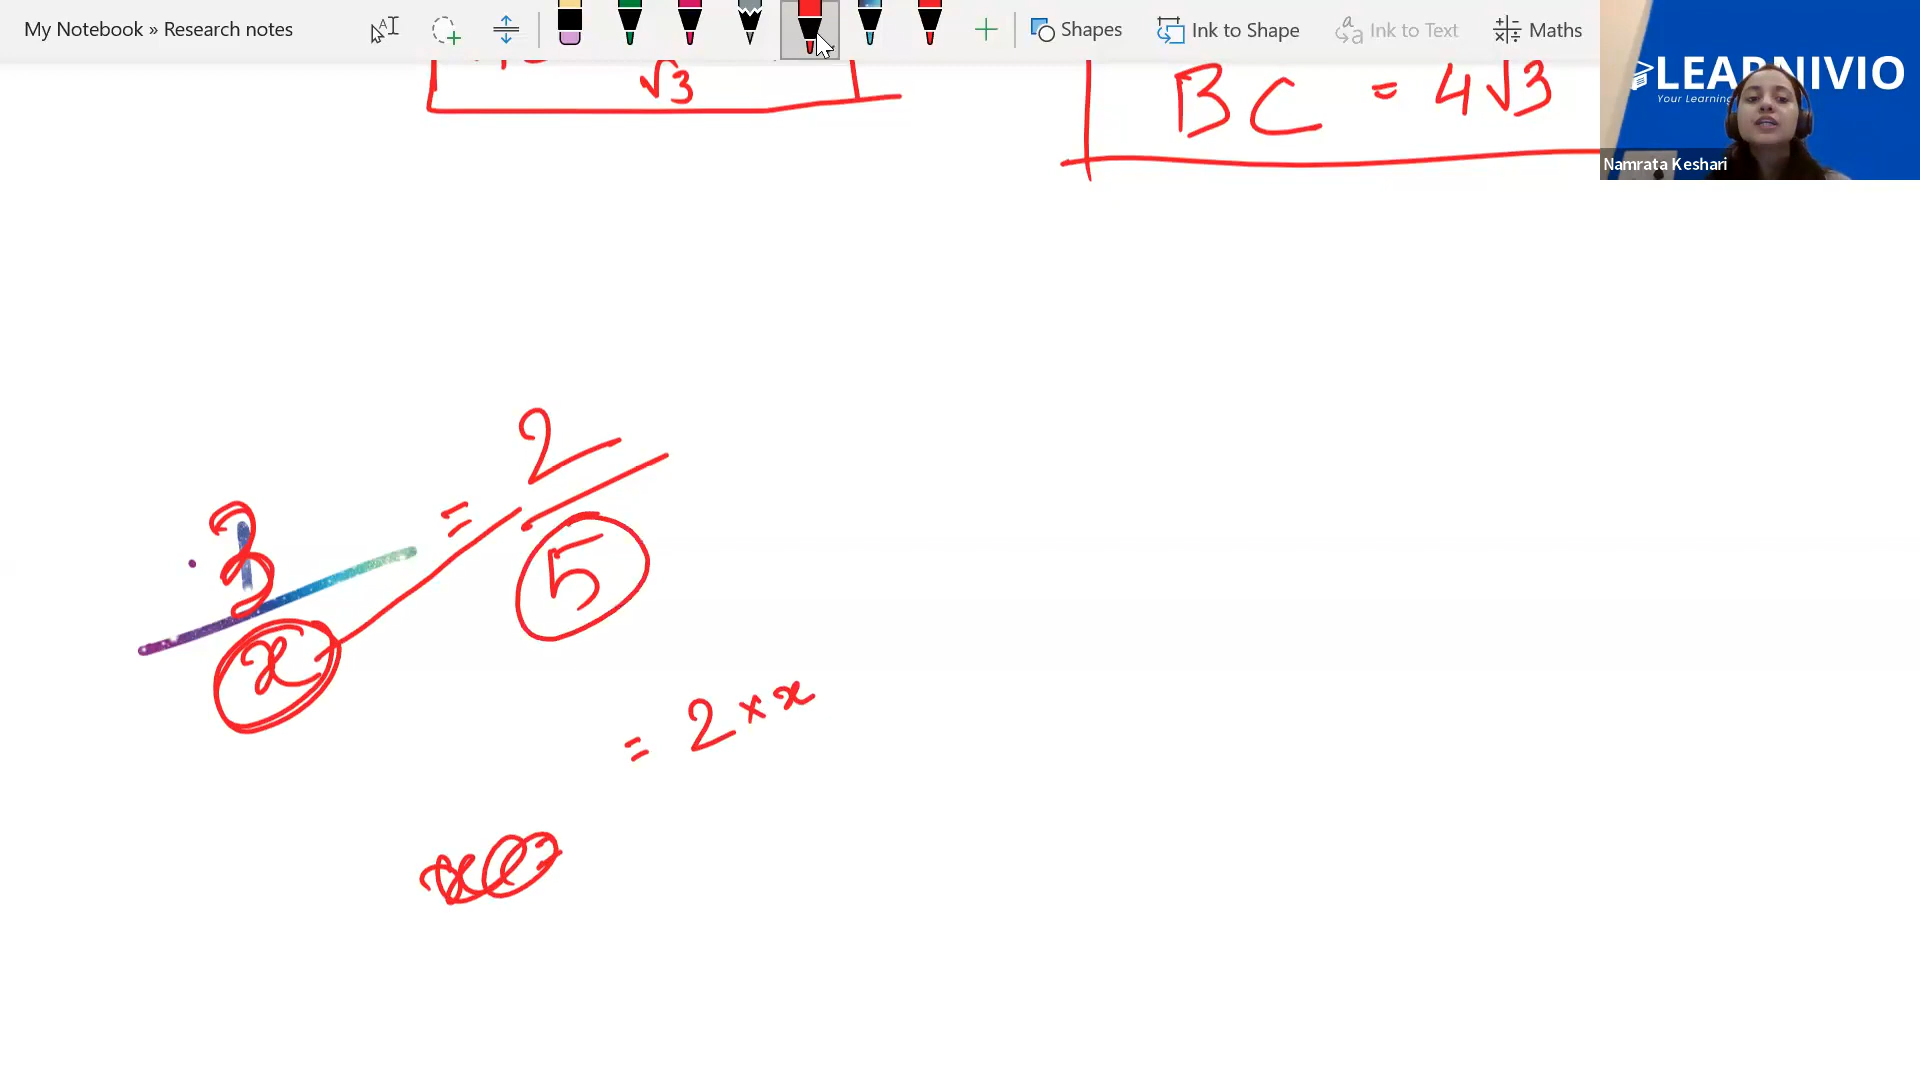 My Notebook » Research notes
Shapes
Ink to Shape
Ink to Text
Maths
LEARNIVIO
Your Learning
Namrata Keshari
√3
BC = 4√3
3/x = 2/5
= 2 × x